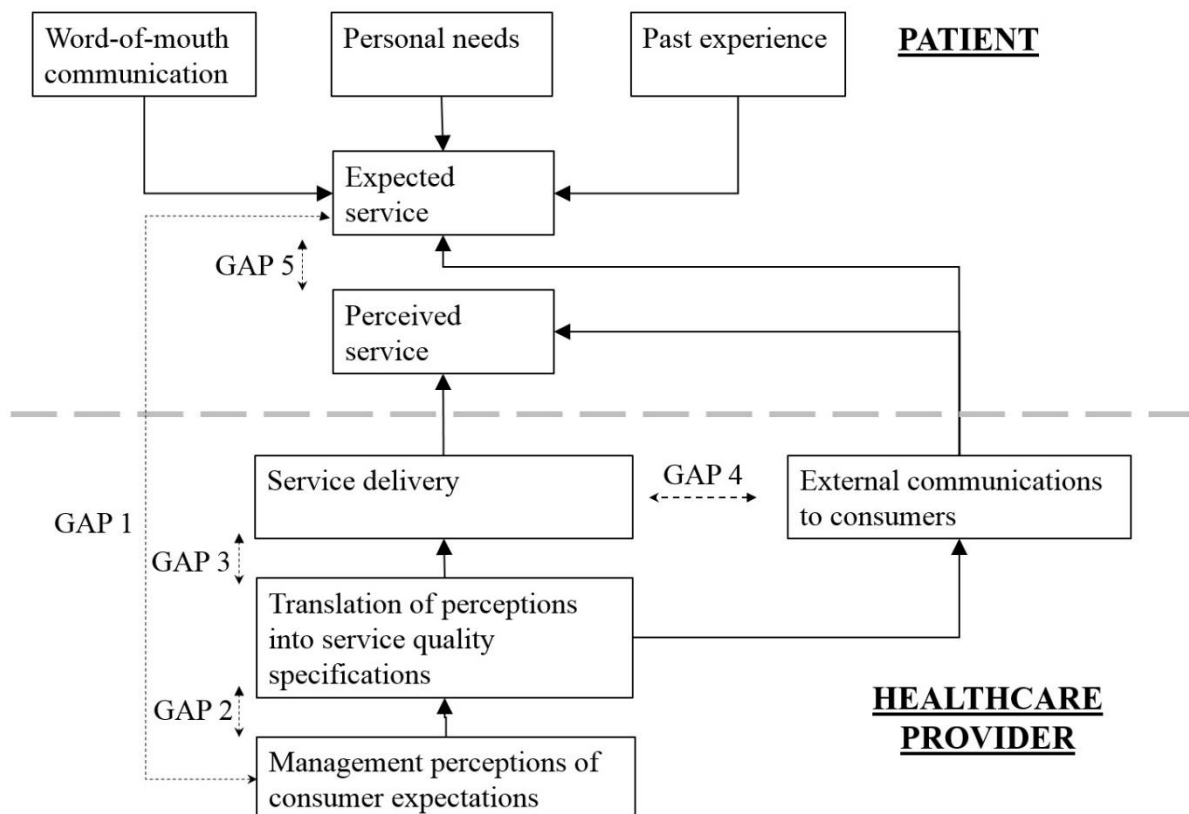 Word-of-mouth
communication
Personal needs
Past experience
PATIENT
Expected
service
GAP 5
Perceived
service
Service delivery
GAP 4
External communications
to consumers
GAP 1
GAP 3
Translation of perceptions
into service quality
specifications
GAP 2
HEALTHCARE
PROVIDER
Management perceptions of
consumer expectations